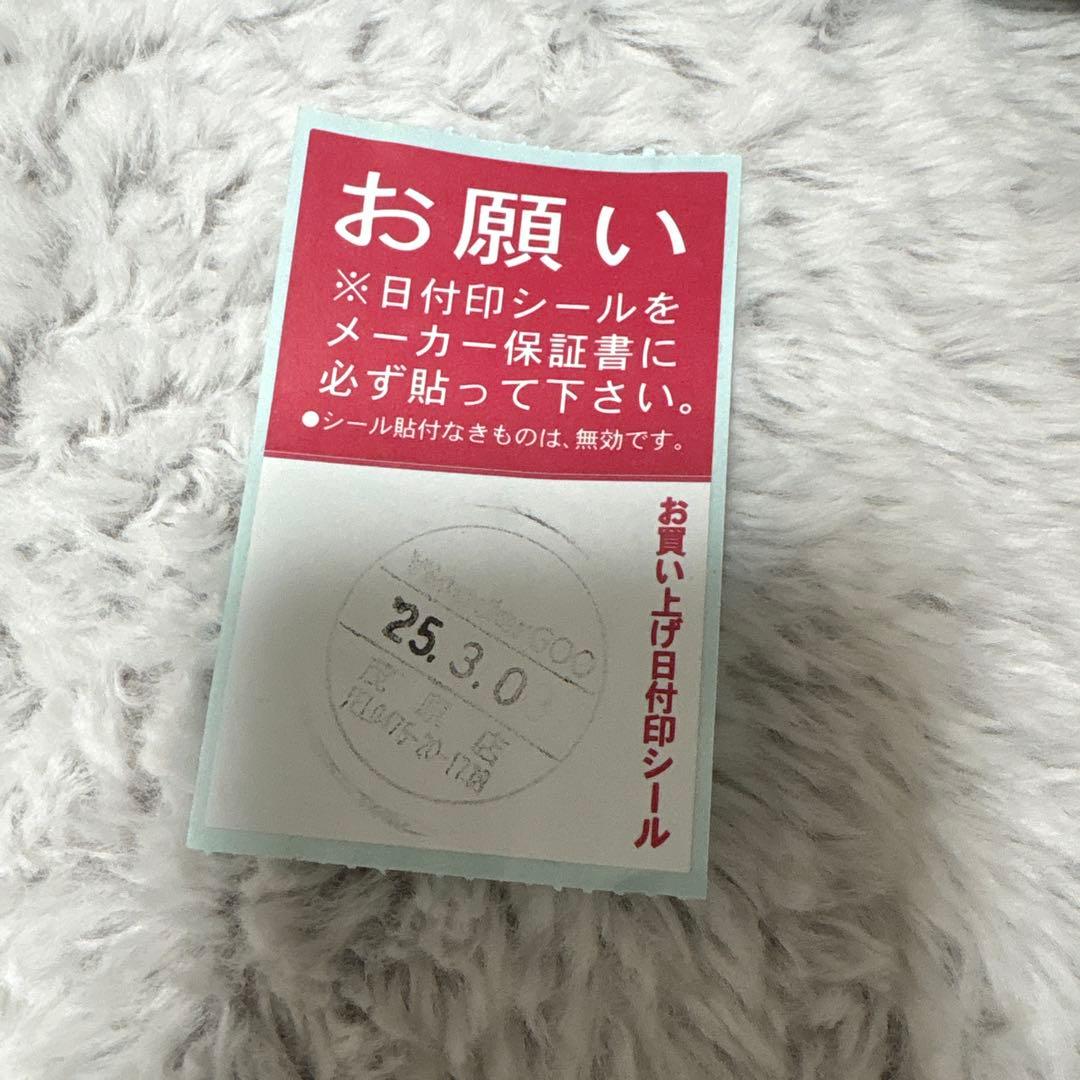 お願い
※日付印シールを
メーカー保証書に
必ず貼って下さい。
●シール貼付なきものは、無効です。
お買い上げ日付印シール
WonderGOO
25.3.0
店